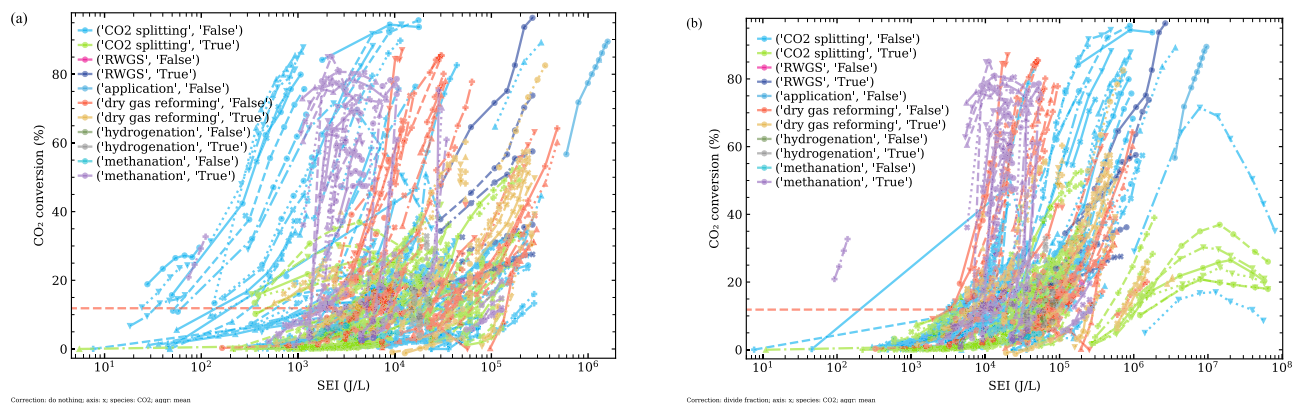 (a)
('CO2 splitting', 'False')
('CO2 splitting', 'True')
('RWGS', 'False')
('RWGS', 'True')
('application', 'False')
('dry gas reforming', 'False')
('dry gas reforming', 'True')
('hydrogenation', 'False')
('hydrogenation', 'True')
('methanation', 'False')
('methanation', 'True')
CO₂ conversion (%)
80
60
40
20
0
10¹ 10² 10³ 10⁴ 10⁵ 10⁶
SEI (J/L)
Correction: do nothing; axis: x; species: CO2; aggr: mean
(b)
('CO2 splitting', 'False')
('CO2 splitting', 'True')
('RWGS', 'False')
('RWGS', 'True')
('application', 'False')
('dry gas reforming', 'False')
('dry gas reforming', 'True')
('hydrogenation', 'False')
('hydrogenation', 'True')
('methanation', 'False')
('methanation', 'True')
CO₂ conversion (%)
80
60
40
20
0
10¹ 10² 10³ 10⁴ 10⁵ 10⁶ 10⁷ 10⁸
SEI (J/L)
Correction: divide fraction; axis: x; species: CO2; aggr: mean